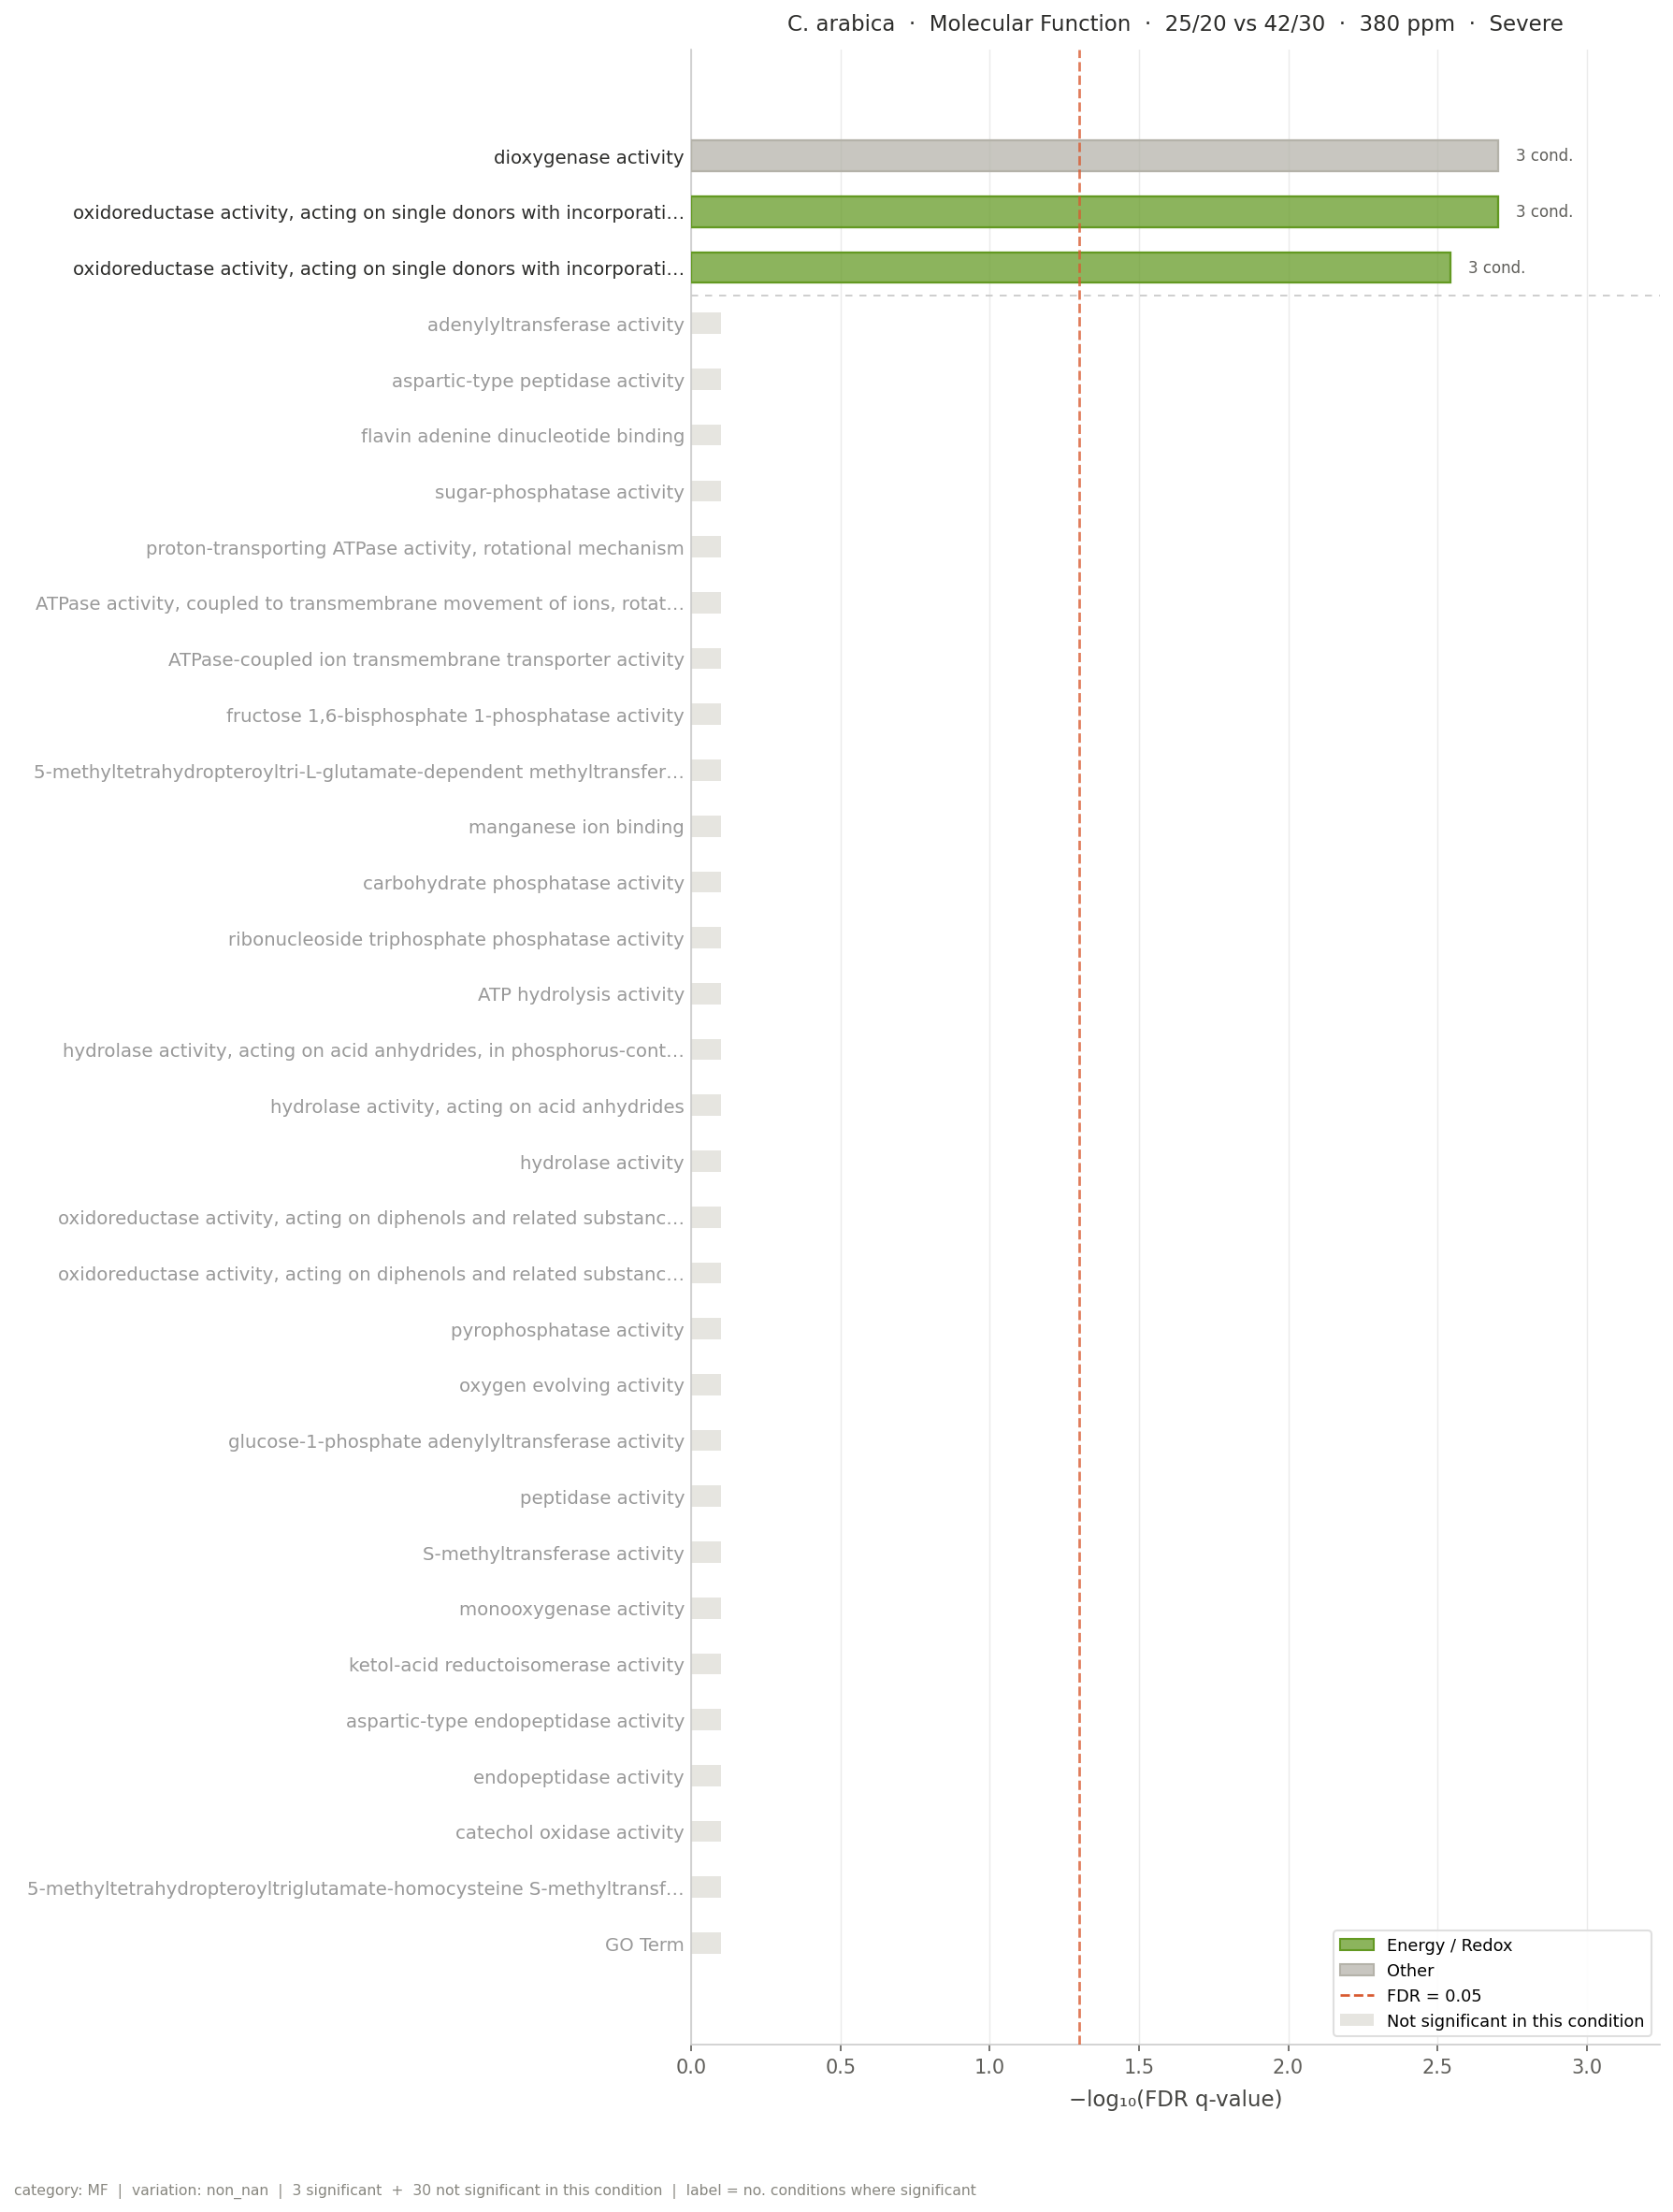 C. arabica · Molecular Function · 25/20 vs 42/30 · 380 ppm · Severe
dioxygenase activity
3 cond.
oxidoreductase activity, acting on single donors with incorporati…
3 cond.
oxidoreductase activity, acting on single donors with incorporati…
3 cond.
adenylyltransferase activity
aspartic-type peptidase activity
flavin adenine dinucleotide binding
sugar-phosphatase activity
proton-transporting ATPase activity, rotational mechanism
ATPase activity, coupled to transmembrane movement of ions, rotat…
ATPase-coupled ion transmembrane transporter activity
fructose 1,6-bisphosphate 1-phosphatase activity
5-methyltetrahydropteroyltri-L-glutamate-dependent methyltransfer…
manganese ion binding
carbohydrate phosphatase activity
ribonucleoside triphosphate phosphatase activity
ATP hydrolysis activity
hydrolase activity, acting on acid anhydrides, in phosphorus-cont…
hydrolase activity, acting on acid anhydrides
hydrolase activity
oxidoreductase activity, acting on diphenols and related substanc…
oxidoreductase activity, acting on diphenols and related substanc…
pyrophosphatase activity
oxygen evolving activity
glucose-1-phosphate adenylyltransferase activity
peptidase activity
S-methyltransferase activity
monooxygenase activity
ketol-acid reductoisomerase activity
aspartic-type endopeptidase activity
endopeptidase activity
catechol oxidase activity
5-methyltetrahydropteroyltriglutamate-homocysteine S-methyltransf…
GO Term
Energy / Redox
Other
FDR = 0.05
Not significant in this condition
0.0 0.5 1.0 1.5 2.0 2.5 3.0
−log₁₀(FDR q-value)
category: MF | variation: non_nan | 3 significant + 30 not significant in this condition | label = no. conditions where significant